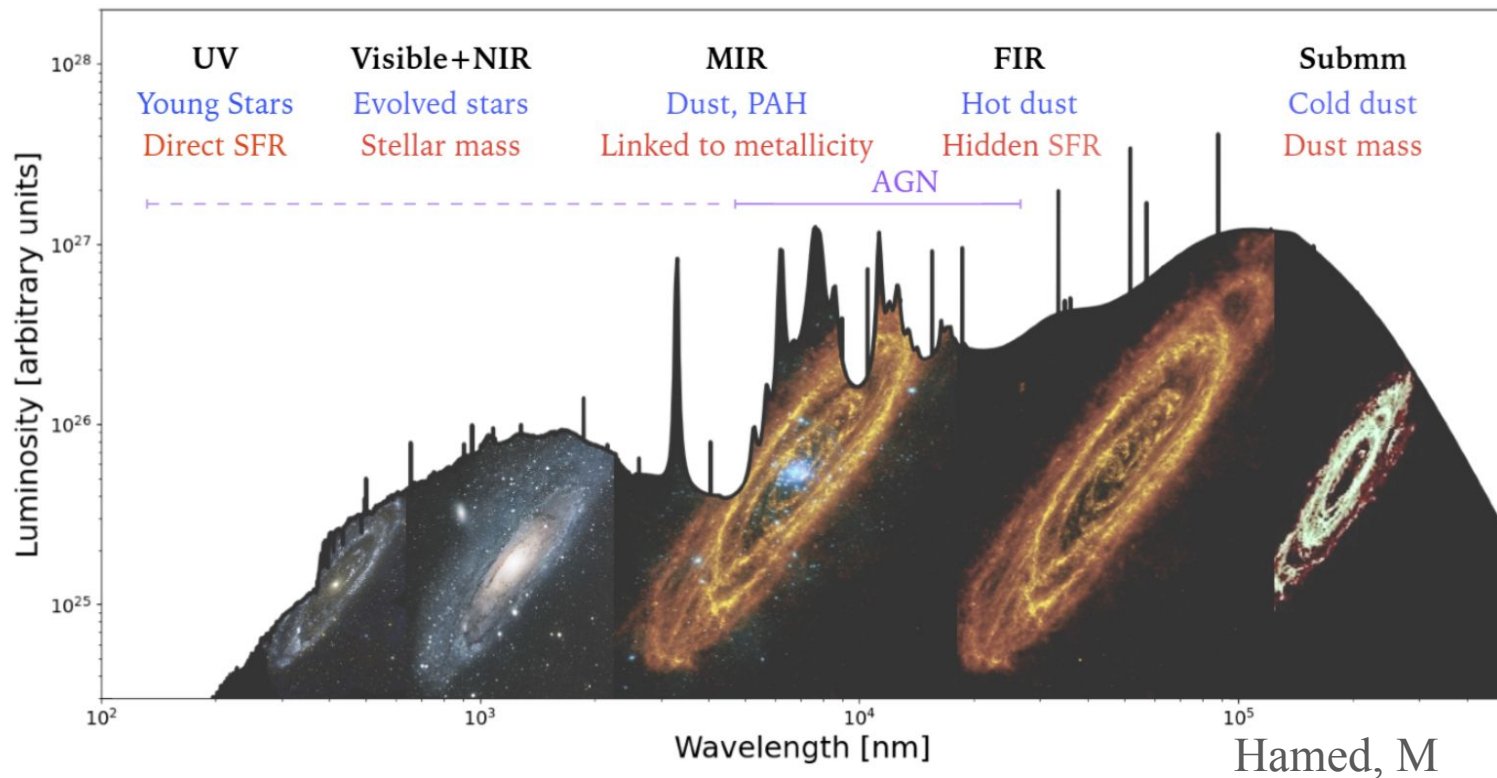 UV Visible+NIR MIR FIR Submm
Young Stars Evolved stars Dust, PAH Hot dust Cold dust
Direct SFR Stellar mass Linked to metallicity Hidden SFR Dust mass
AGN
10²⁸
10²⁷
10²⁶
10²⁵
Luminosity [arbitrary units]
10² 10³ 10⁴ 10⁵
Wavelength [nm]
Hamed, M